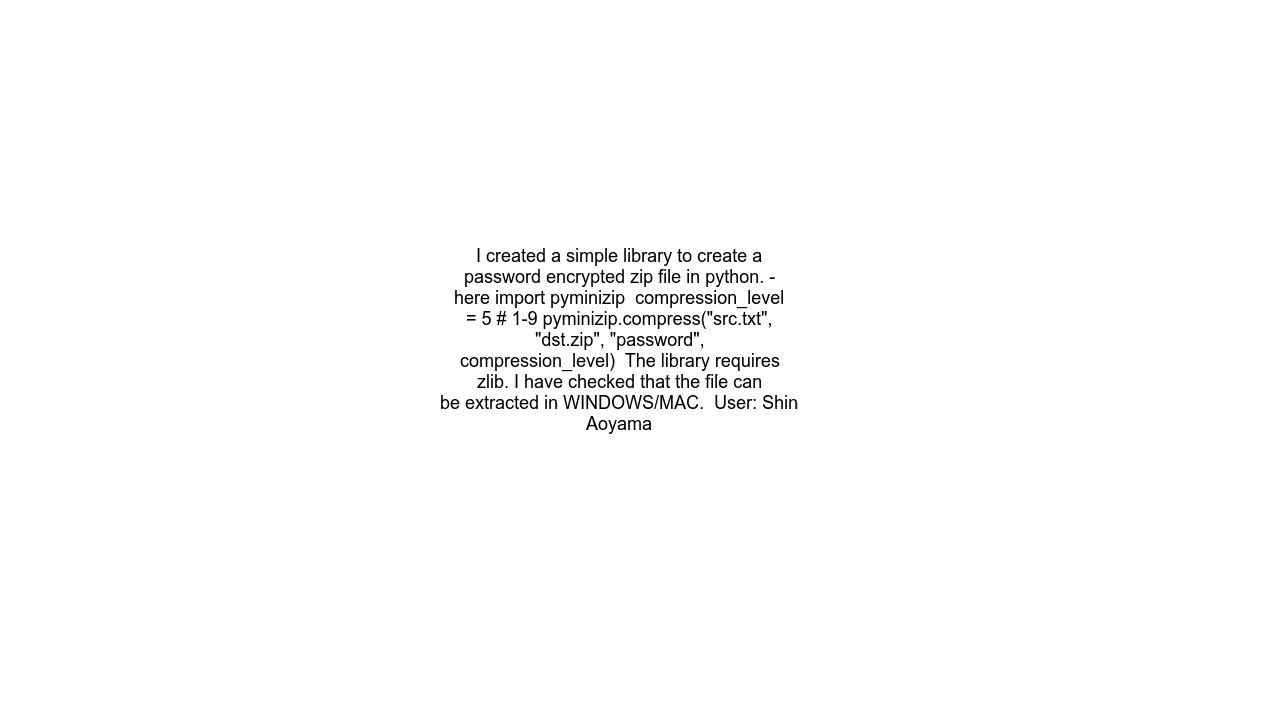 I created a simple library to create a
password encrypted zip file in python. -
here import pyminizip  compression_level
= 5 # 1-9 pyminizip.compress("src.txt",
"dst.zip", "password",
compression_level)  The library requires
zlib. I have checked that the file can
be extracted in WINDOWS/MAC.  User: Shin
Aoyama